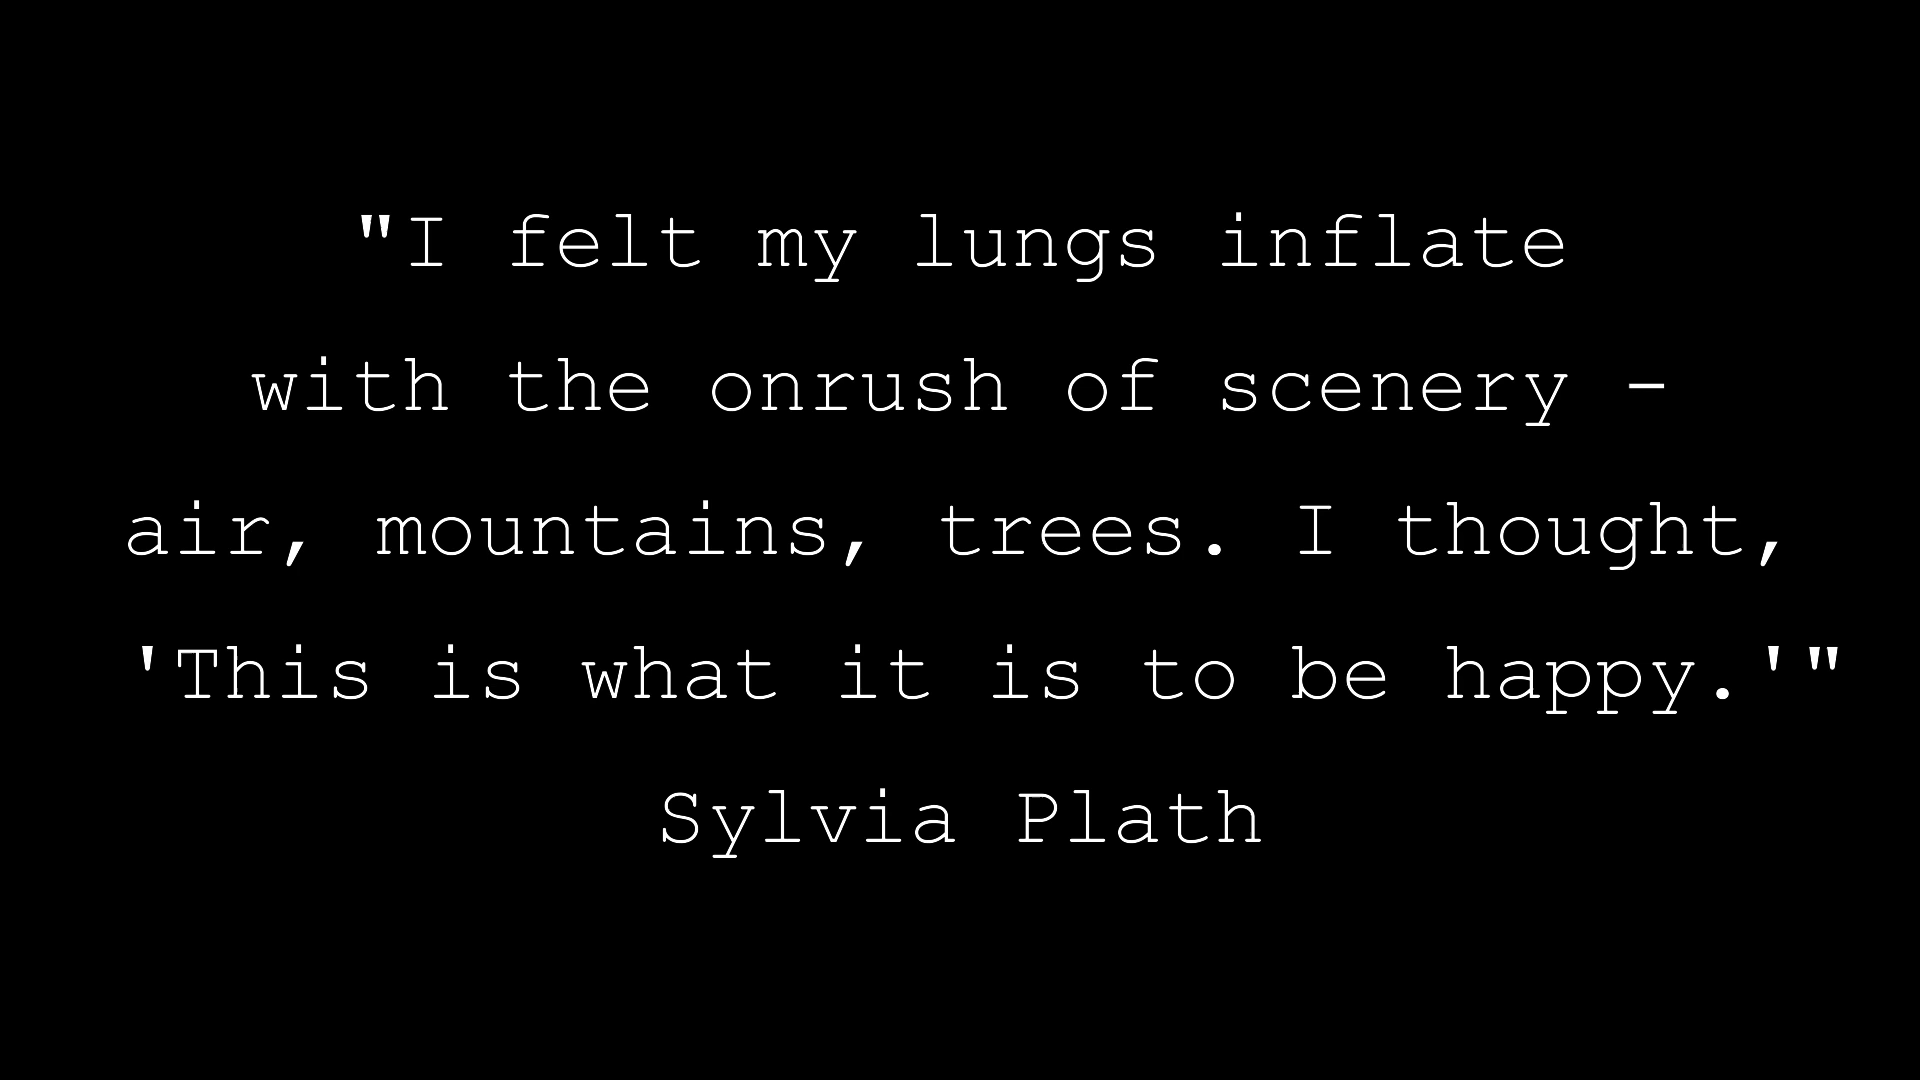 "I felt my lungs inflate
with the onrush of scenery -
air, mountains, trees. I thought,
'This is what it is to be happy.'"
Sylvia Plath